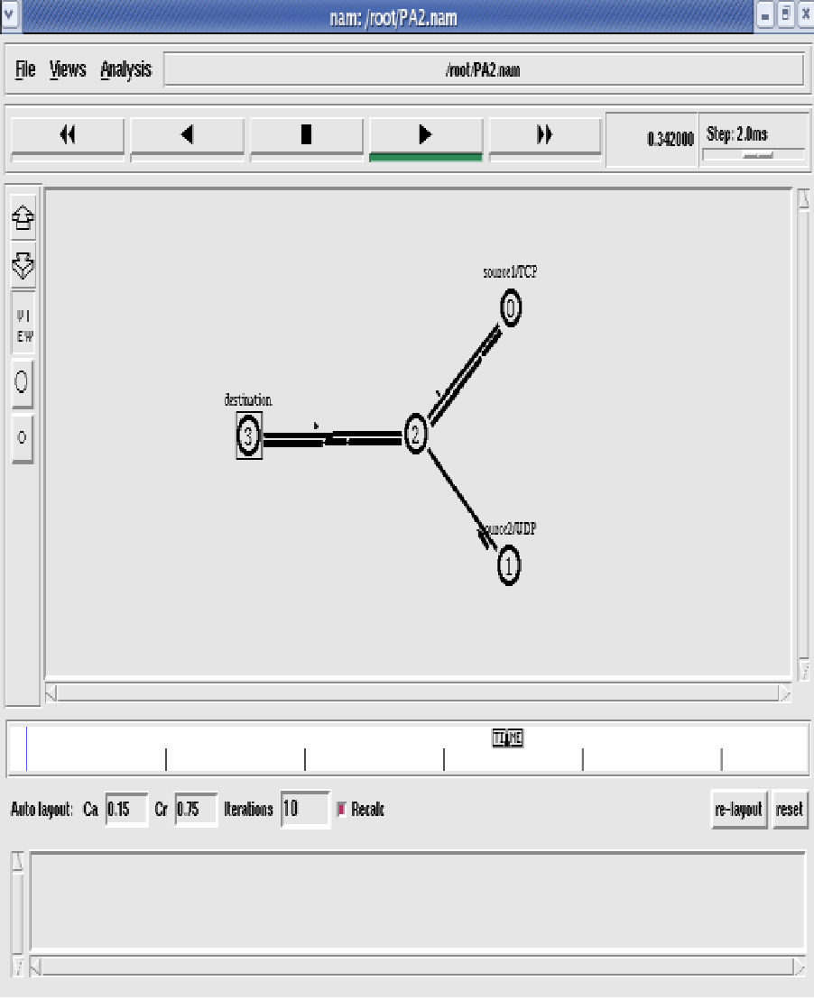 nam: /root/PA2.nam
File Views Analysis /root/PA2.nam
0.342000 Step: 2.0ms
VI
EW
source1/TCP
0
destination
3
2
source2/UDP
1
TIME
Auto layout: Ca 0.15 Cr 0.75 Iterations 10 Recalc re-layout reset